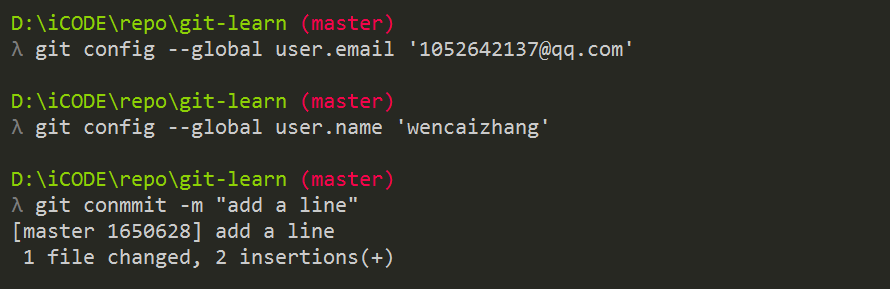 D:\iCODE\repo\git-learn (master)
λ git config --global user.email '1052642137@qq.com'
D:\iCODE\repo\git-learn (master)
λ git config --global user.name 'wencaizhang'
D:\iCODE\repo\git-learn (master)
λ git conmmit -m "add a line"
[master 1650628] add a line
1 file changed, 2 insertions(+)